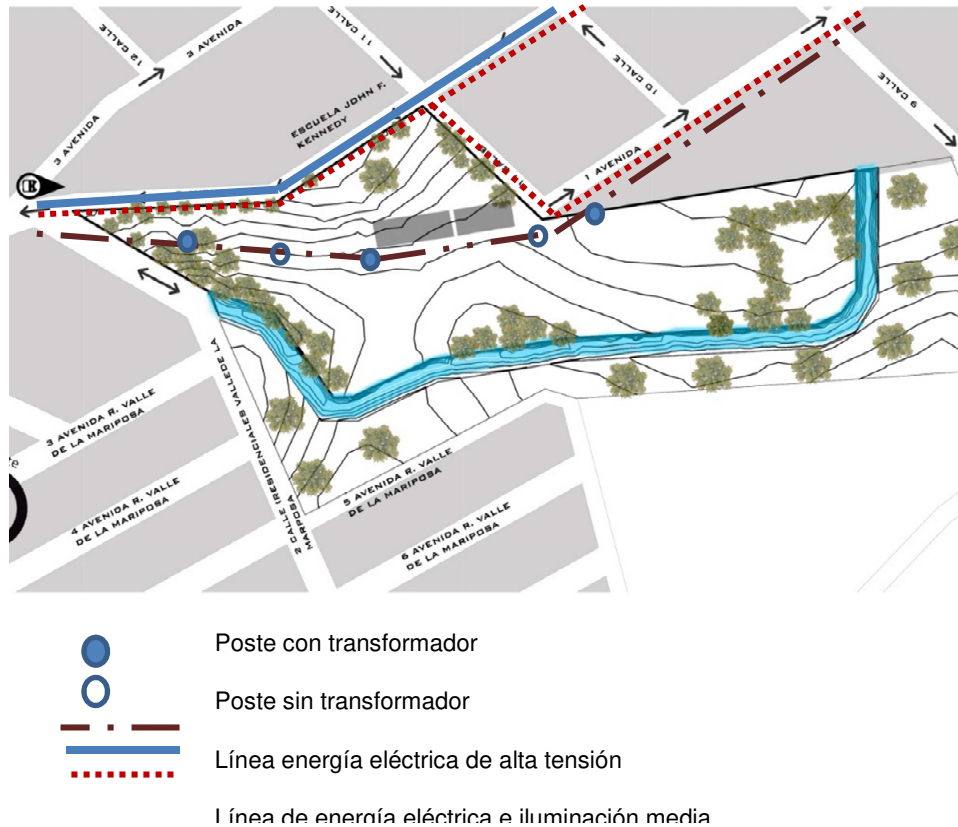 12 CALLE
3 AVENIDA
11 CALLE
3 AVENIDA
ESCUELA JOHN F.
KENNEDY
10 CALLE
9 CALLE
1 AVENIDA
3 AVENIDA R. VALLE
DE LA MARIPOSA
4 AVENIDA R. VALLE
DE LA MARIPOSA
N CALLE (RESIDENCIALES VALLEDE LA
MARIPOSA
5 AVENIDA R. VALLE
DE LA MARIPOSA
6 AVENIDA R. VALLE
DE LA MARIPOSA
Poste con transformador
Poste sin transformador
Línea energía eléctrica de alta tensión
Línea de energía eléctrica e iluminación media